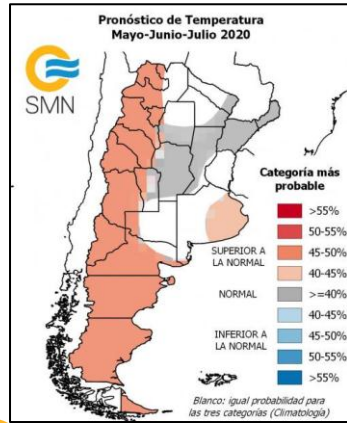 Pronóstico de Temperatura
Mayo-Junio-Julio 2020
SMN
Categoría más
probable
>55%
50-55%
SUPERIOR A
LA NORMAL
45-50%
40-45%
NORMAL
>=40%
40-45%
INFERIOR A
LA NORMAL
45-50%
50-55%
>55%
Blanco: igual probabilidad para
las tres categorías (Climatología)